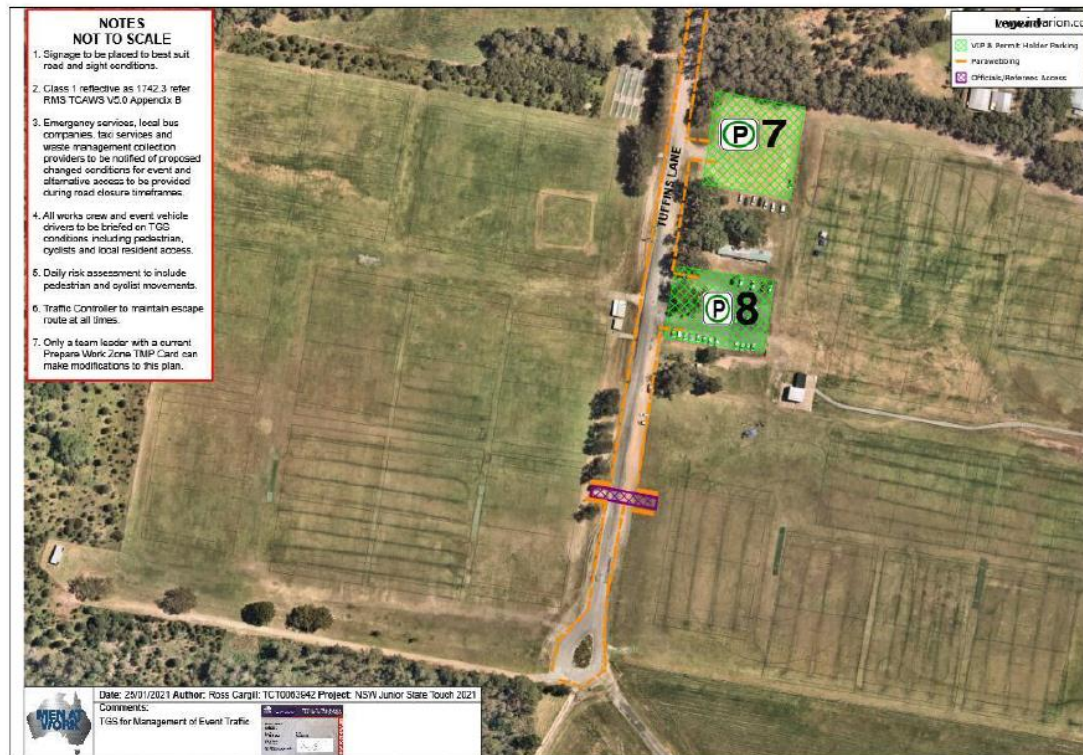 NOTES
NOT TO SCALE
1. Signage to be placed to best suit
road and sight conditions.
2. Class 1 reflective as 1742.3 refer
RMS TCAWS V5.0 Appendix B
3. Emergency services, local bus
companies, taxi services and
waste management collection
providers to be notified of proposed
changed conditions for event and
alternative access to be provided
during road closure timeframes.
4. All works crew and event vehicle
drivers to be briefed on TGS
conditions including pedestrian,
cyclists and local resident access.
5. Daily risk assessment to include
pedestrian and cyclist movements.
6. Traffic Controller to maintain escape
route at all times.
7. Only a team leader with a current
Prepare Work Zone TMP Card can
make modifications to this plan.
VIP & Permit Holder Parking
Parawebbing
Officials/Referees Access
P 7
TUFFINS LANE
P 8
MEN AT
WORK
Date: 25/01/2021 Author: Ross Cargill: TCT0063942 Project: NSW Junior State Touch 2021
Comments:
TGS for Management of Event Traffic